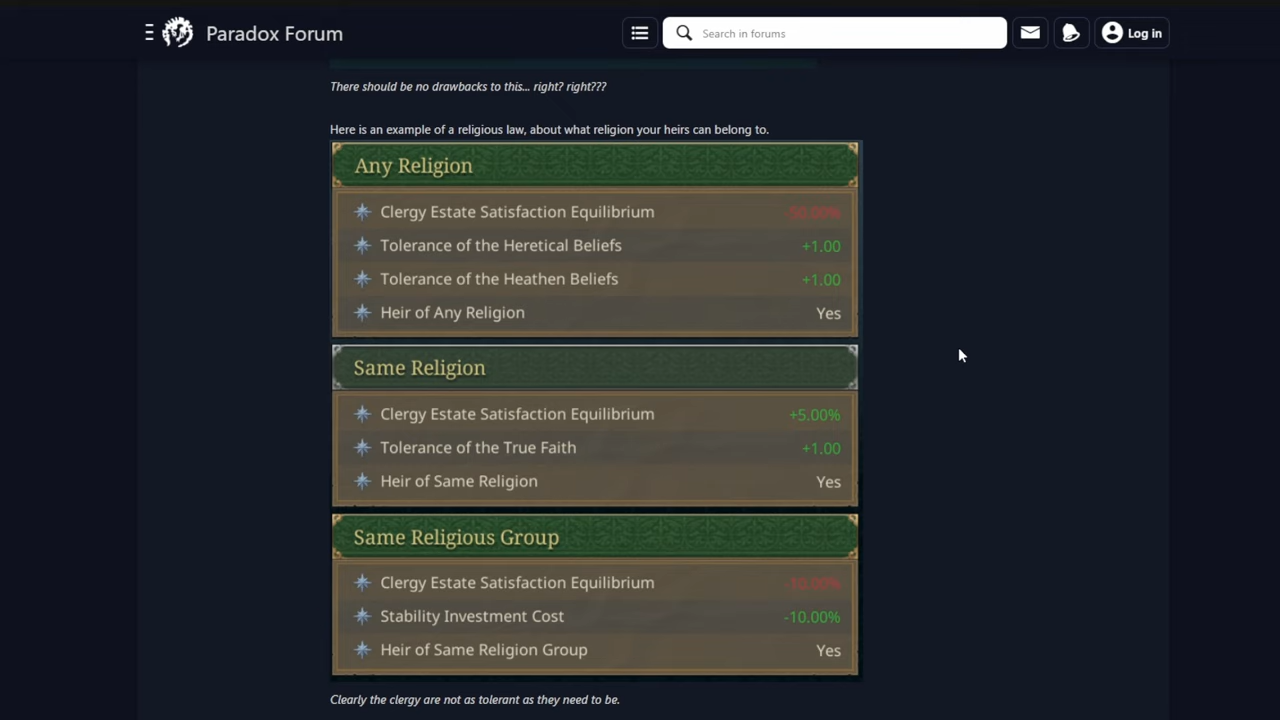 Paradox Forum
Search in forums
Log in
There should be no drawbacks to this... right? right???
Here is an example of a religious law, about what religion your heirs can belong to.
Any Religion
Clergy Estate Satisfaction Equilibrium -50.00%
Tolerance of the Heretical Beliefs +1.00
Tolerance of the Heathen Beliefs +1.00
Heir of Any Religion Yes
Same Religion
Clergy Estate Satisfaction Equilibrium +5.00%
Tolerance of the True Faith +1.00
Heir of Same Religion Yes
Same Religious Group
Clergy Estate Satisfaction Equilibrium -10.00%
Stability Investment Cost -10.00%
Heir of Same Religion Group Yes
Clearly the clergy are not as tolerant as they need to be.